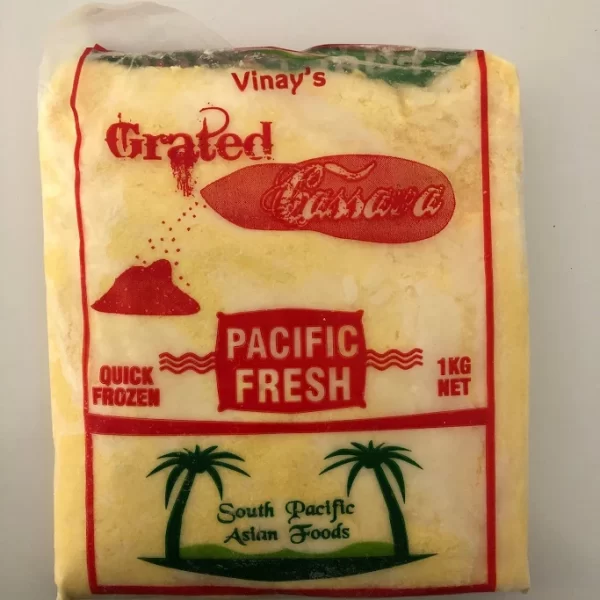 Vinay's
Grated
Cassava
PACIFIC
FRESH
QUICK
FROZEN
1KG
NET
South Pacific
Asian Foods